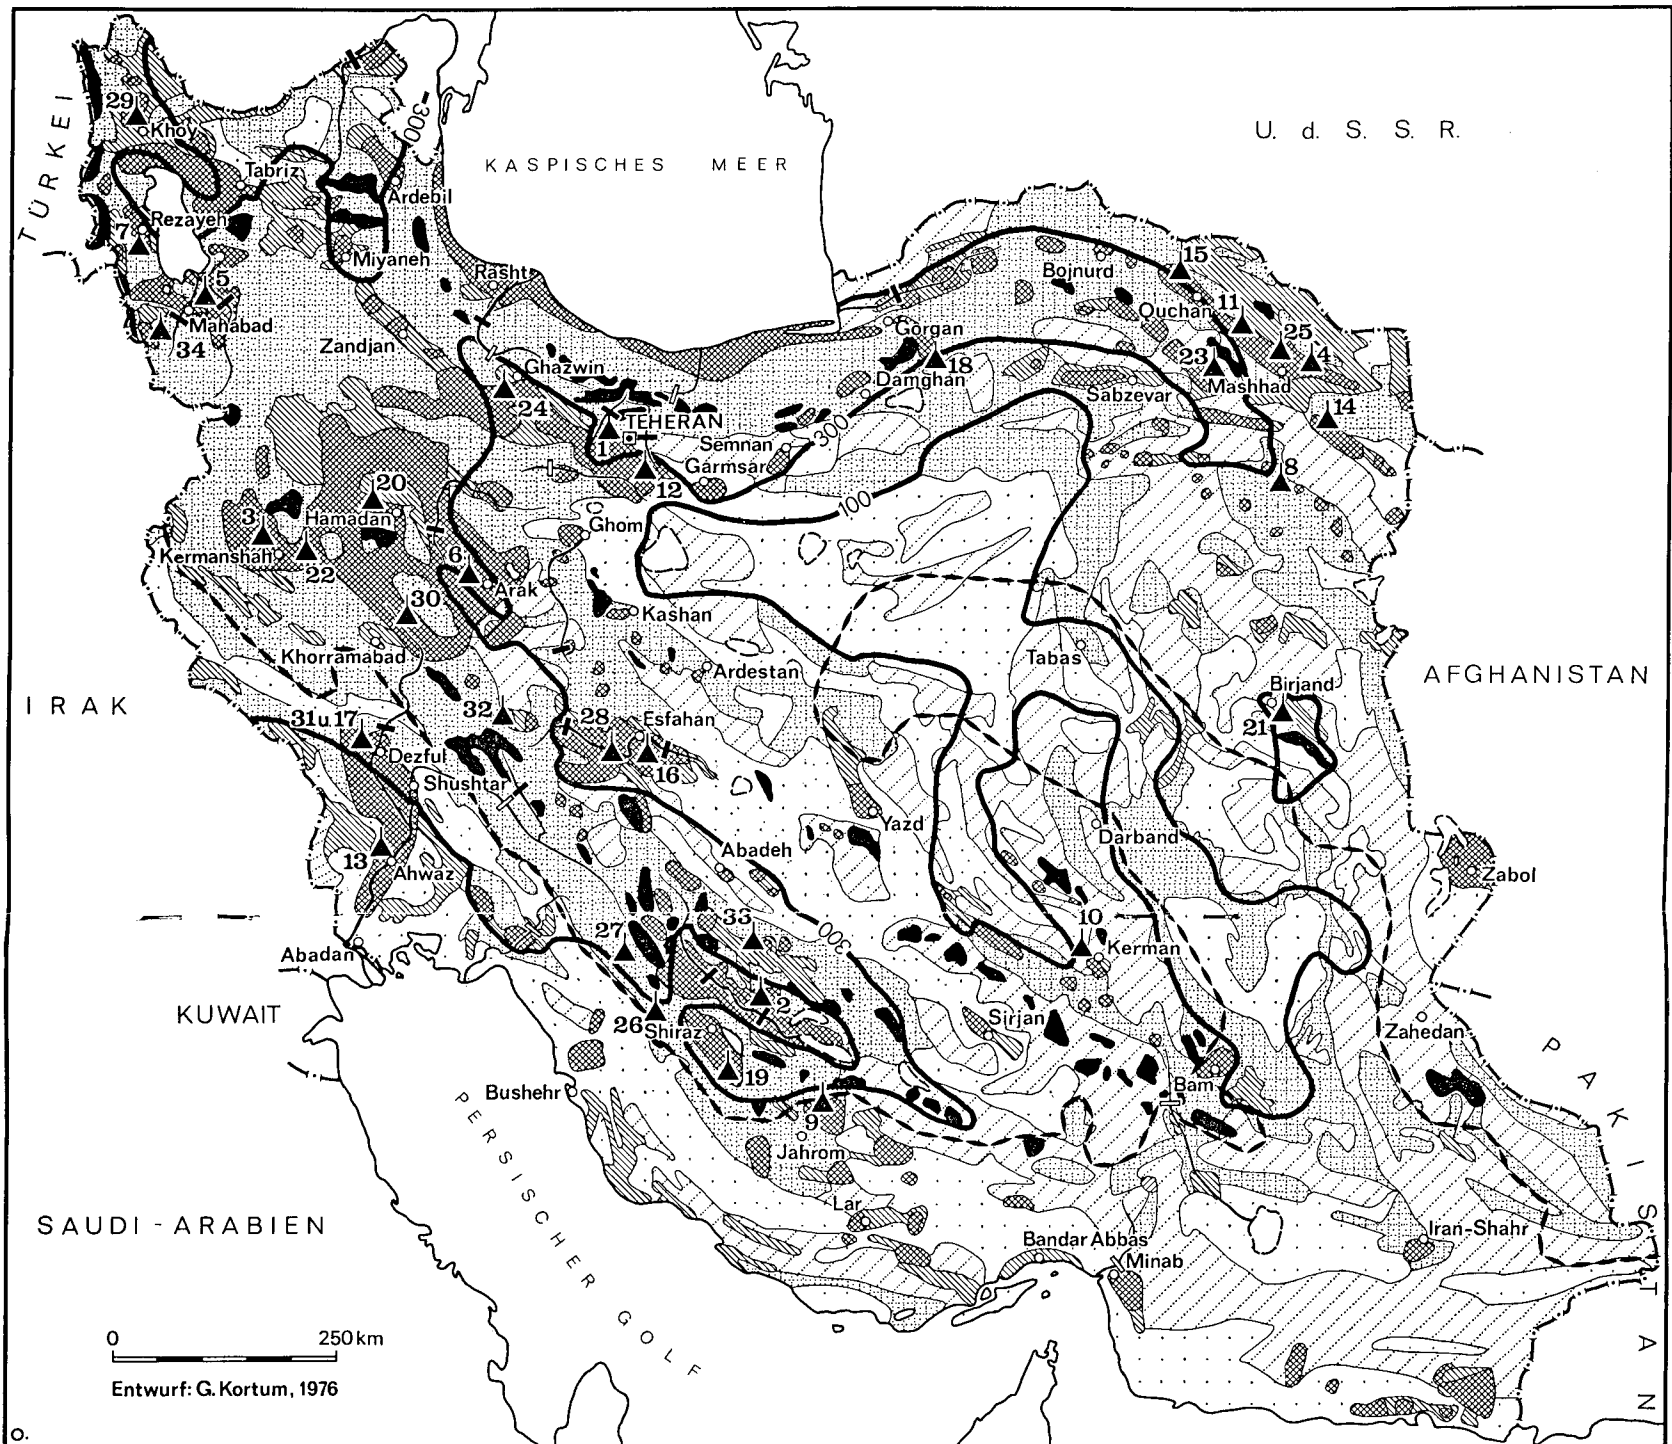 TÜRKEI
KASPISCHES MEER
U. d. S. S. R.
29
Khoy
Tabriz
300
Ardebil
Rezayeh
7
Miyaneh
5
Mahabad
34
Rasht
Zandjan
Ghazwin
24
TEHERAN
1
12
Semnan
Garmsar
Gorgan
18
Damghan
300
Bojnurd
15
Quchan
11
25
4
23
Mashhad
Sabzevar
14
8
100
20
Hamadan
3
Kermanshah
22
6
Arak
30
Ghom
Kashan
Khorramabad
Ardestan
Tabas
Birjand
21
AFGHANISTAN
IRAK
31 u. 17
Dezful
Shushtar
32
28
Esfahan
16
Yazd
Darband
13
Ahwaz
Abadeh
Zabol
Abadan
27
33
300
10
Kerman
KUWAIT
26
Shiraz
2
Sirjan
Zahedan
19
Bushehr
9
Jahrom
Bam
PERSISCHER GOLF
PAKISTAN
SAUDI-ARABIEN
Lar
Bandar Abbas
Minab
Iran-Shahr
0 250 km
Entwurf: G. Kortum, 1976
o.